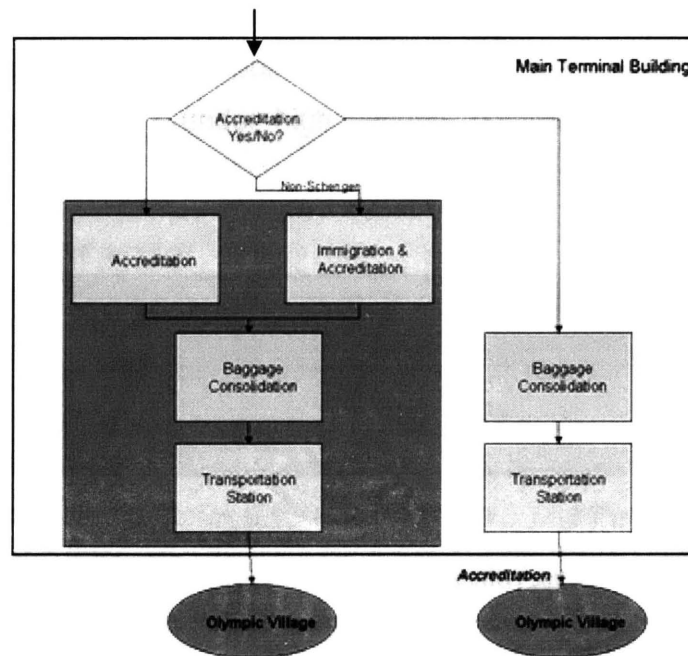 Main Terminal Building
Accreditation
Yes/No?
Non-Schengen
Accreditation
Immigration &
Accreditation
Baggage
Consolidation
Baggage
Consolidation
Transportation
Station
Transportation
Station
Accreditation
Olympic Village
Olympic Village